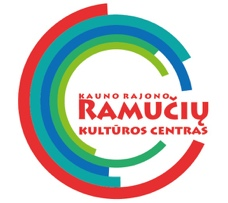 KAUNO RAJONO
RAMUČIŲ
KULTŪROS CENTRAS